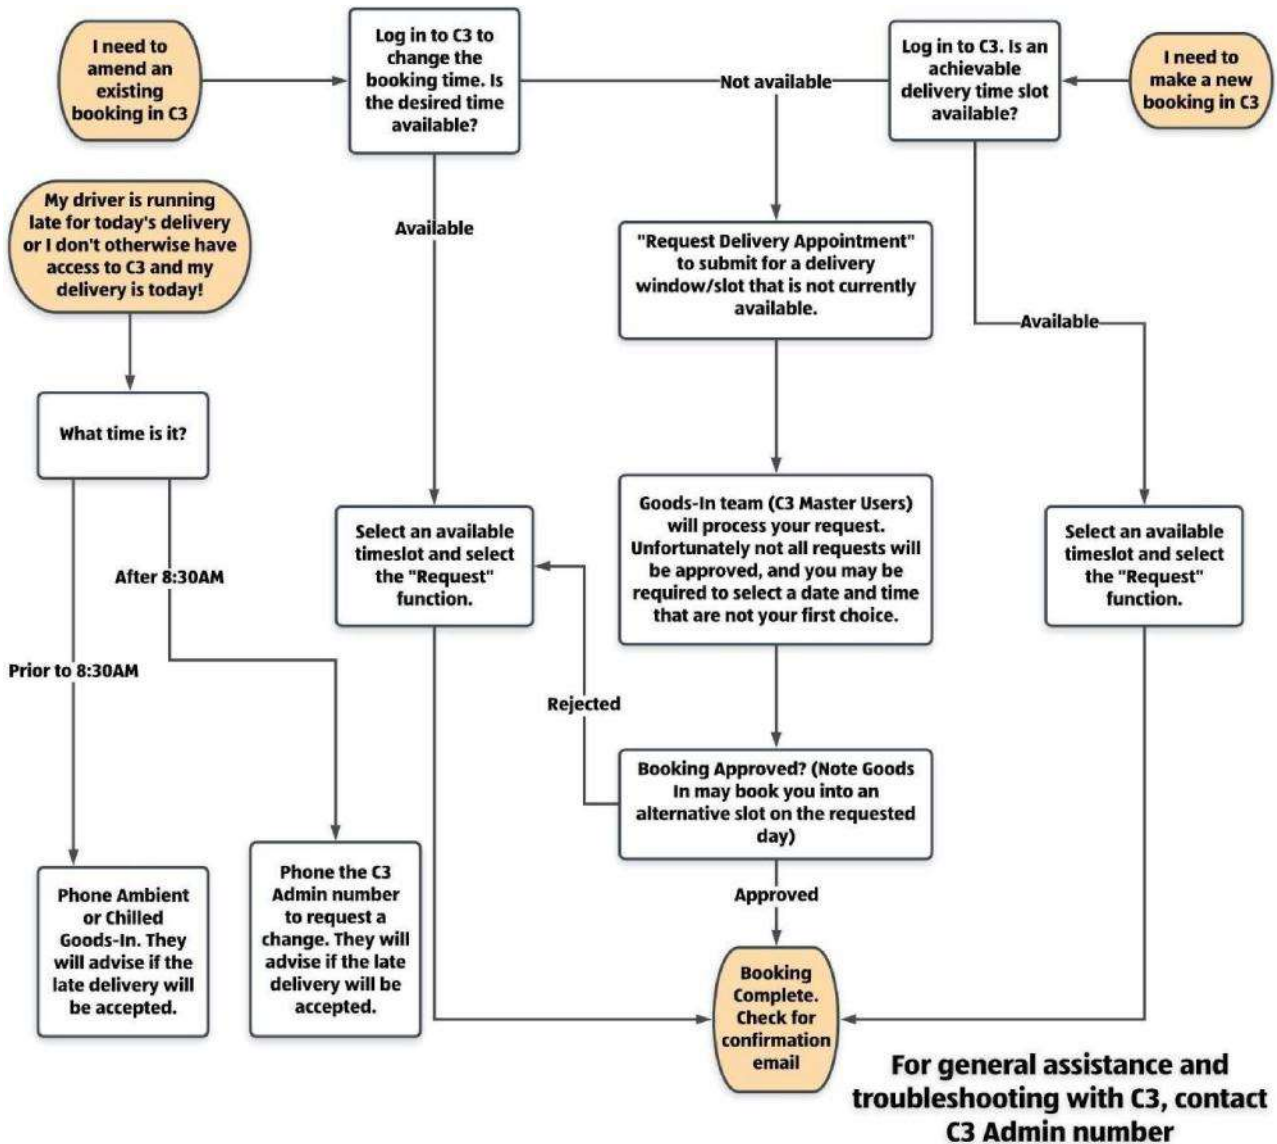 I need to
amend an
existing
booking in C3
Log in to C3 to
change the
booking time. Is
the desired time
available?
Not available
Log in to C3. Is an
achievable
delivery time slot
available?
I need to
make a new
booking in C3
My driver is running
late for today's delivery
or I don't otherwise have
access to C3 and my
delivery is today!
Available
"Request Delivery Appointment"
to submit for a delivery
window/slot that is not currently
available.
Available
What time is it?
Select an available
timeslot and select
the "Request"
function.
Goods-In team (C3 Master Users)
will process your request.
Unfortunately not all requests will
be approved, and you may be
required to select a date and time
that are not your first choice.
Select an available
timeslot and select
the "Request"
function.
After 8:30AM
Prior to 8:30AM
Rejected
Booking Approved? (Note Goods
In may book you into an
alternative slot on the requested
day)
Phone Ambient
or Chilled
Goods-In. They
will advise if the
late delivery will
be accepted.
Phone the C3
Admin number
to request a
change. They will
advise if the late
delivery will be
accepted.
Approved
Booking
Complete.
Check for
confirmation
email
For general assistance and
troubleshooting with C3, contact
C3 Admin number